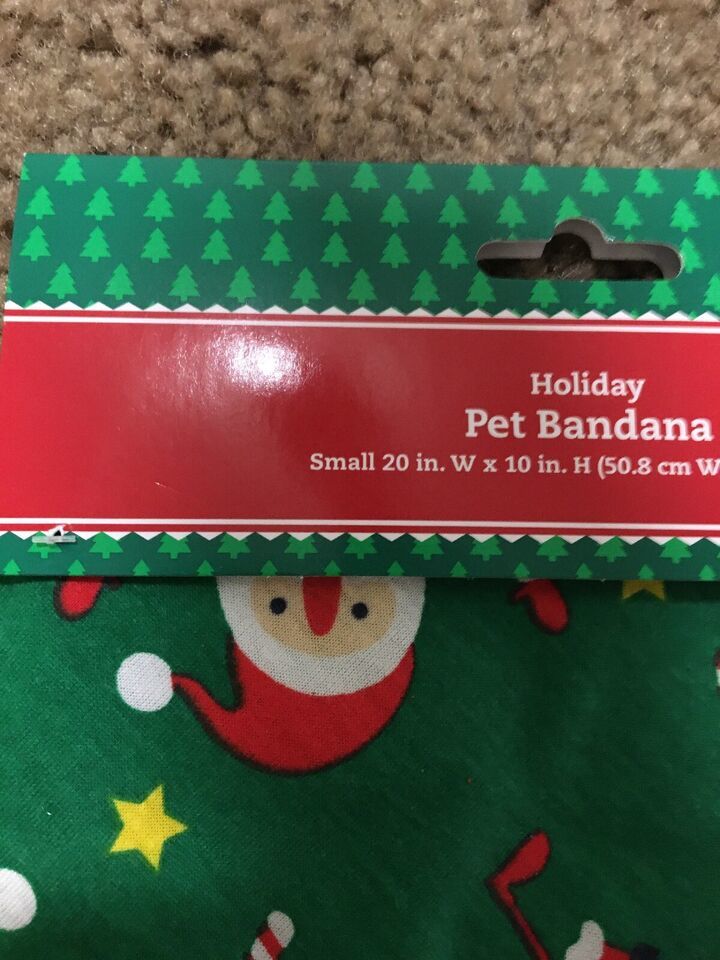 Holiday
Pet Bandana
Small 20 in. W x 10 in. H (50.8 cm W